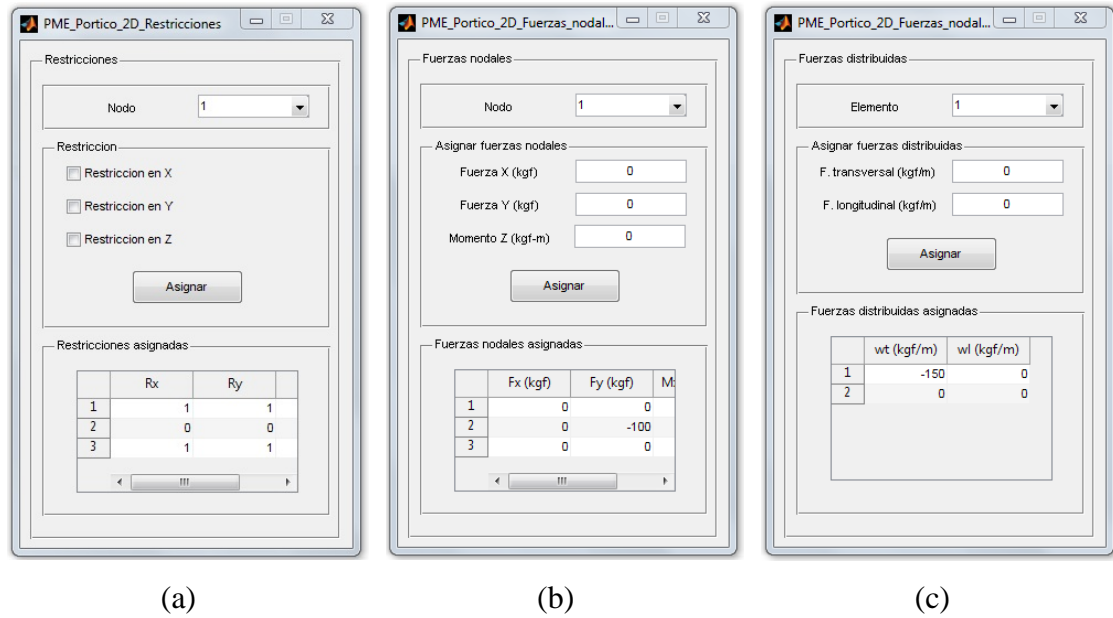 PME_Portico_2D_Restricciones
Restricciones
Nodo 1
Restriccion
Restriccion en X
Restriccion en Y
Restriccion en Z
Asignar
Restricciones asignadas
Rx Ry
1 1 1
2 0 0
3 1 1
(a)
PME_Portico_2D_Fuerzas_nodal...
Fuerzas nodales
Nodo 1
Asignar fuerzas nodales
Fuerza X (kgf) 0
Fuerza Y (kgf) 0
Momento Z (kgf-m) 0
Asignar
Fuerzas nodales asignadas
Fx (kgf) Fy (kgf)
1 0 0
2 0 -100
3 0 0
(b)
PME_Portico_2D_Fuerzas_nodal...
Fuerzas distribuidas
Elemento 1
Asignar fuerzas distribuidas
F. transversal (kgf/m) 0
F. longitudinal (kgf/m) 0
Asignar
Fuerzas distribuidas asignadas
wt (kgf/m) wl (kgf/m)
1 -150 0
2 0 0
(c)